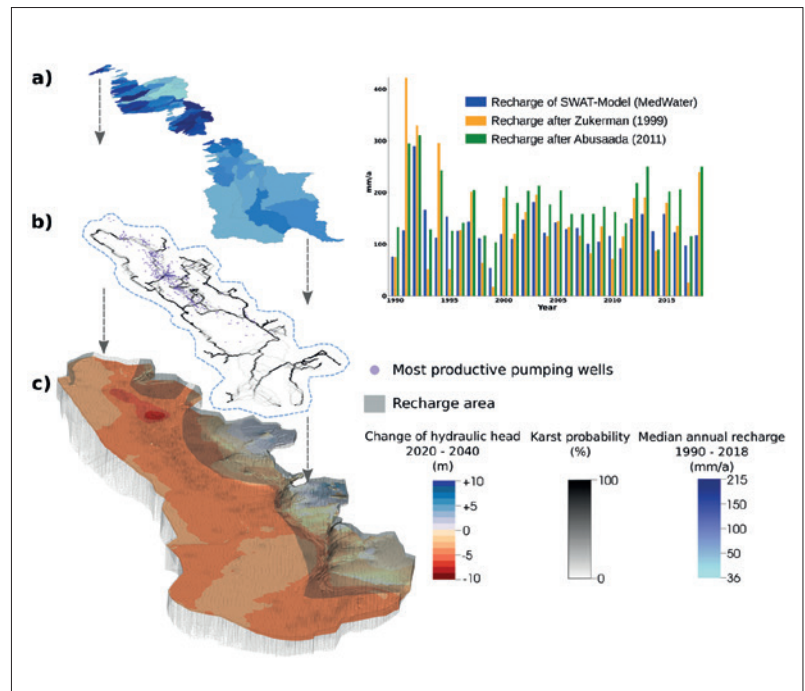 a)
400
300
mm/a
200
100
0
1990
1995
2000
2005
2010
2015
Year
Recharge of SWAT-Model (MedWater)
Recharge after Zukerman (1999)
Recharge after Abusaada (2011)
b)
c)
Most productive pumping wells
Recharge area
Change of hydraulic head
2020 - 2040
(m)
+10
+5
0
-5
-10
Karst probability
(%)
100
0
Median annual recharge
1990 - 2018
(mm/a)
215
150
100
50
36